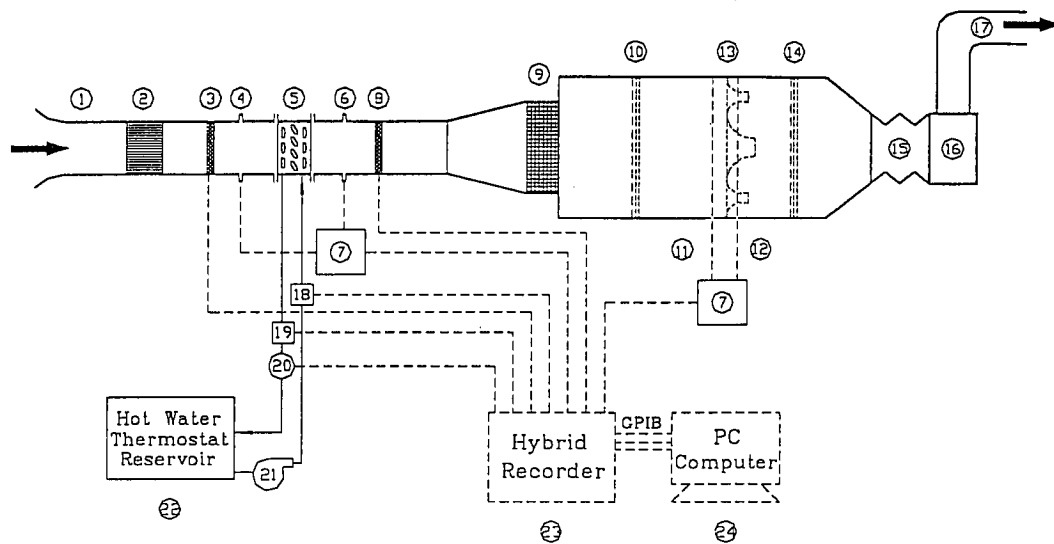 17
10 13 14
9
1 2 3 4 5 6 8
15 16
11 12
7
7
18
19
20
Hot Water
Thermostat
Reservoir
21
Hybrid
Recorder
GPIB
PC
Computer
22
23
24